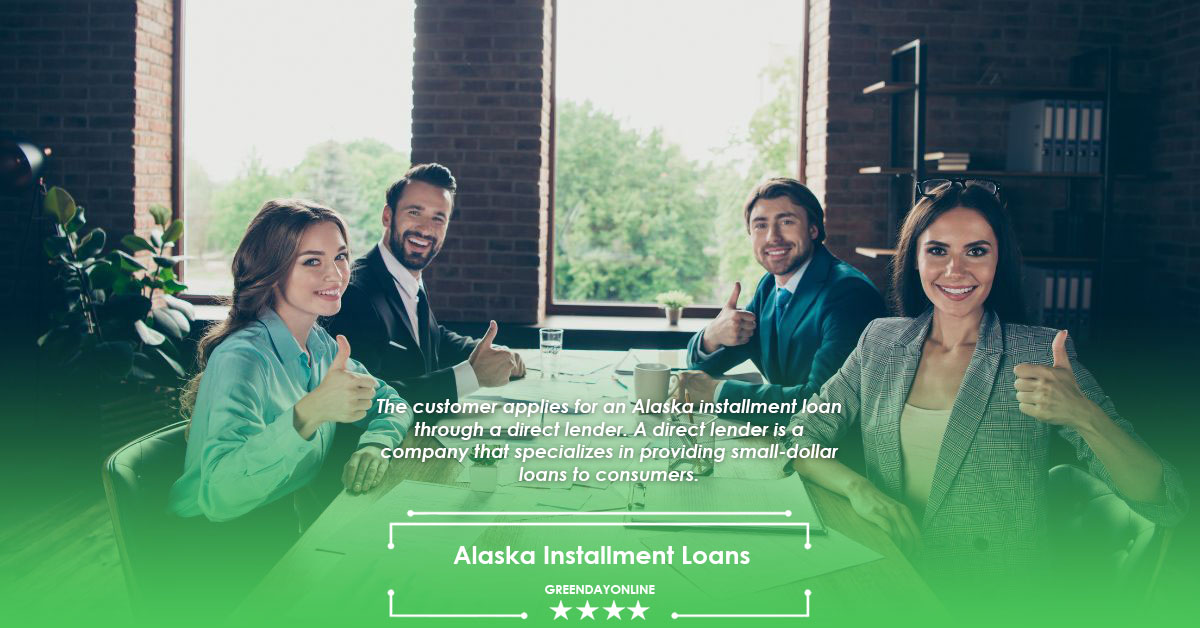 The customer applies for an Alaska installment loan
through a direct lender. A direct lender is a
company that specializes in providing small-dollar
loans to consumers.
Alaska Installment Loans
GREENDAYONLINE